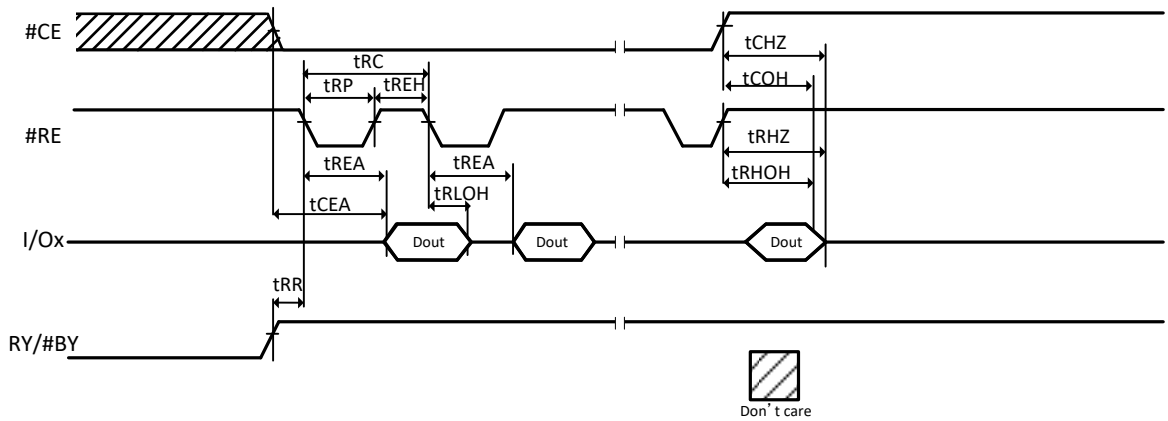 #CE
tCHZ
tRC
tCOH
tRP
tREH
#RE
tRHZ
tREA
tREA
tRHOH
tRLOH
tCEA
I/Ox
Dout
Dout
Dout
tRR
RY/#BY
Don't care